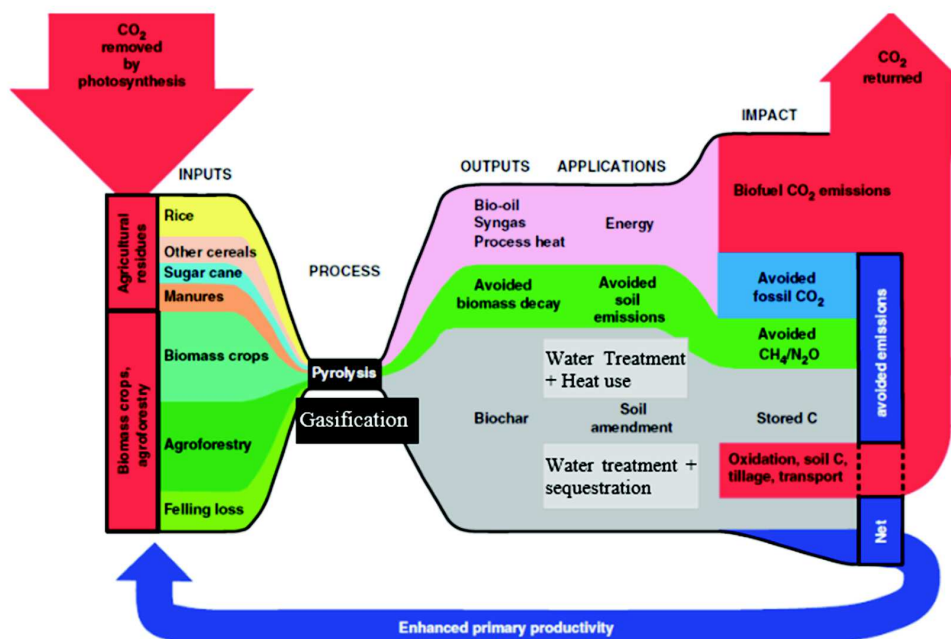 CO2
removed
by
photosynthesis
CO2
returned
IMPACT
INPUTS
OUTPUTS
APPLICATIONS
PROCESS
Agricultural
residues
Rice
Other cereals
Sugar cane
Manures
Biomass crops,
agroforestry
Biomass crops
Agroforestry
Felling loss
Pyrolysis
Gasification
Bio-oil
Syngas
Process heat
Energy
Avoided
biomass decay
Avoided
soil
emissions
Water Treatment
+ Heat use
Biochar
Soil
amendment
Water treatment +
sequestration
Biofuel CO2 emissions
Avoided
fossil CO2
Avoided
CH4/N2O
Stored C
Oxidation, soil C,
tillage, transport
avoided emissions
Net
Enhanced primary productivity